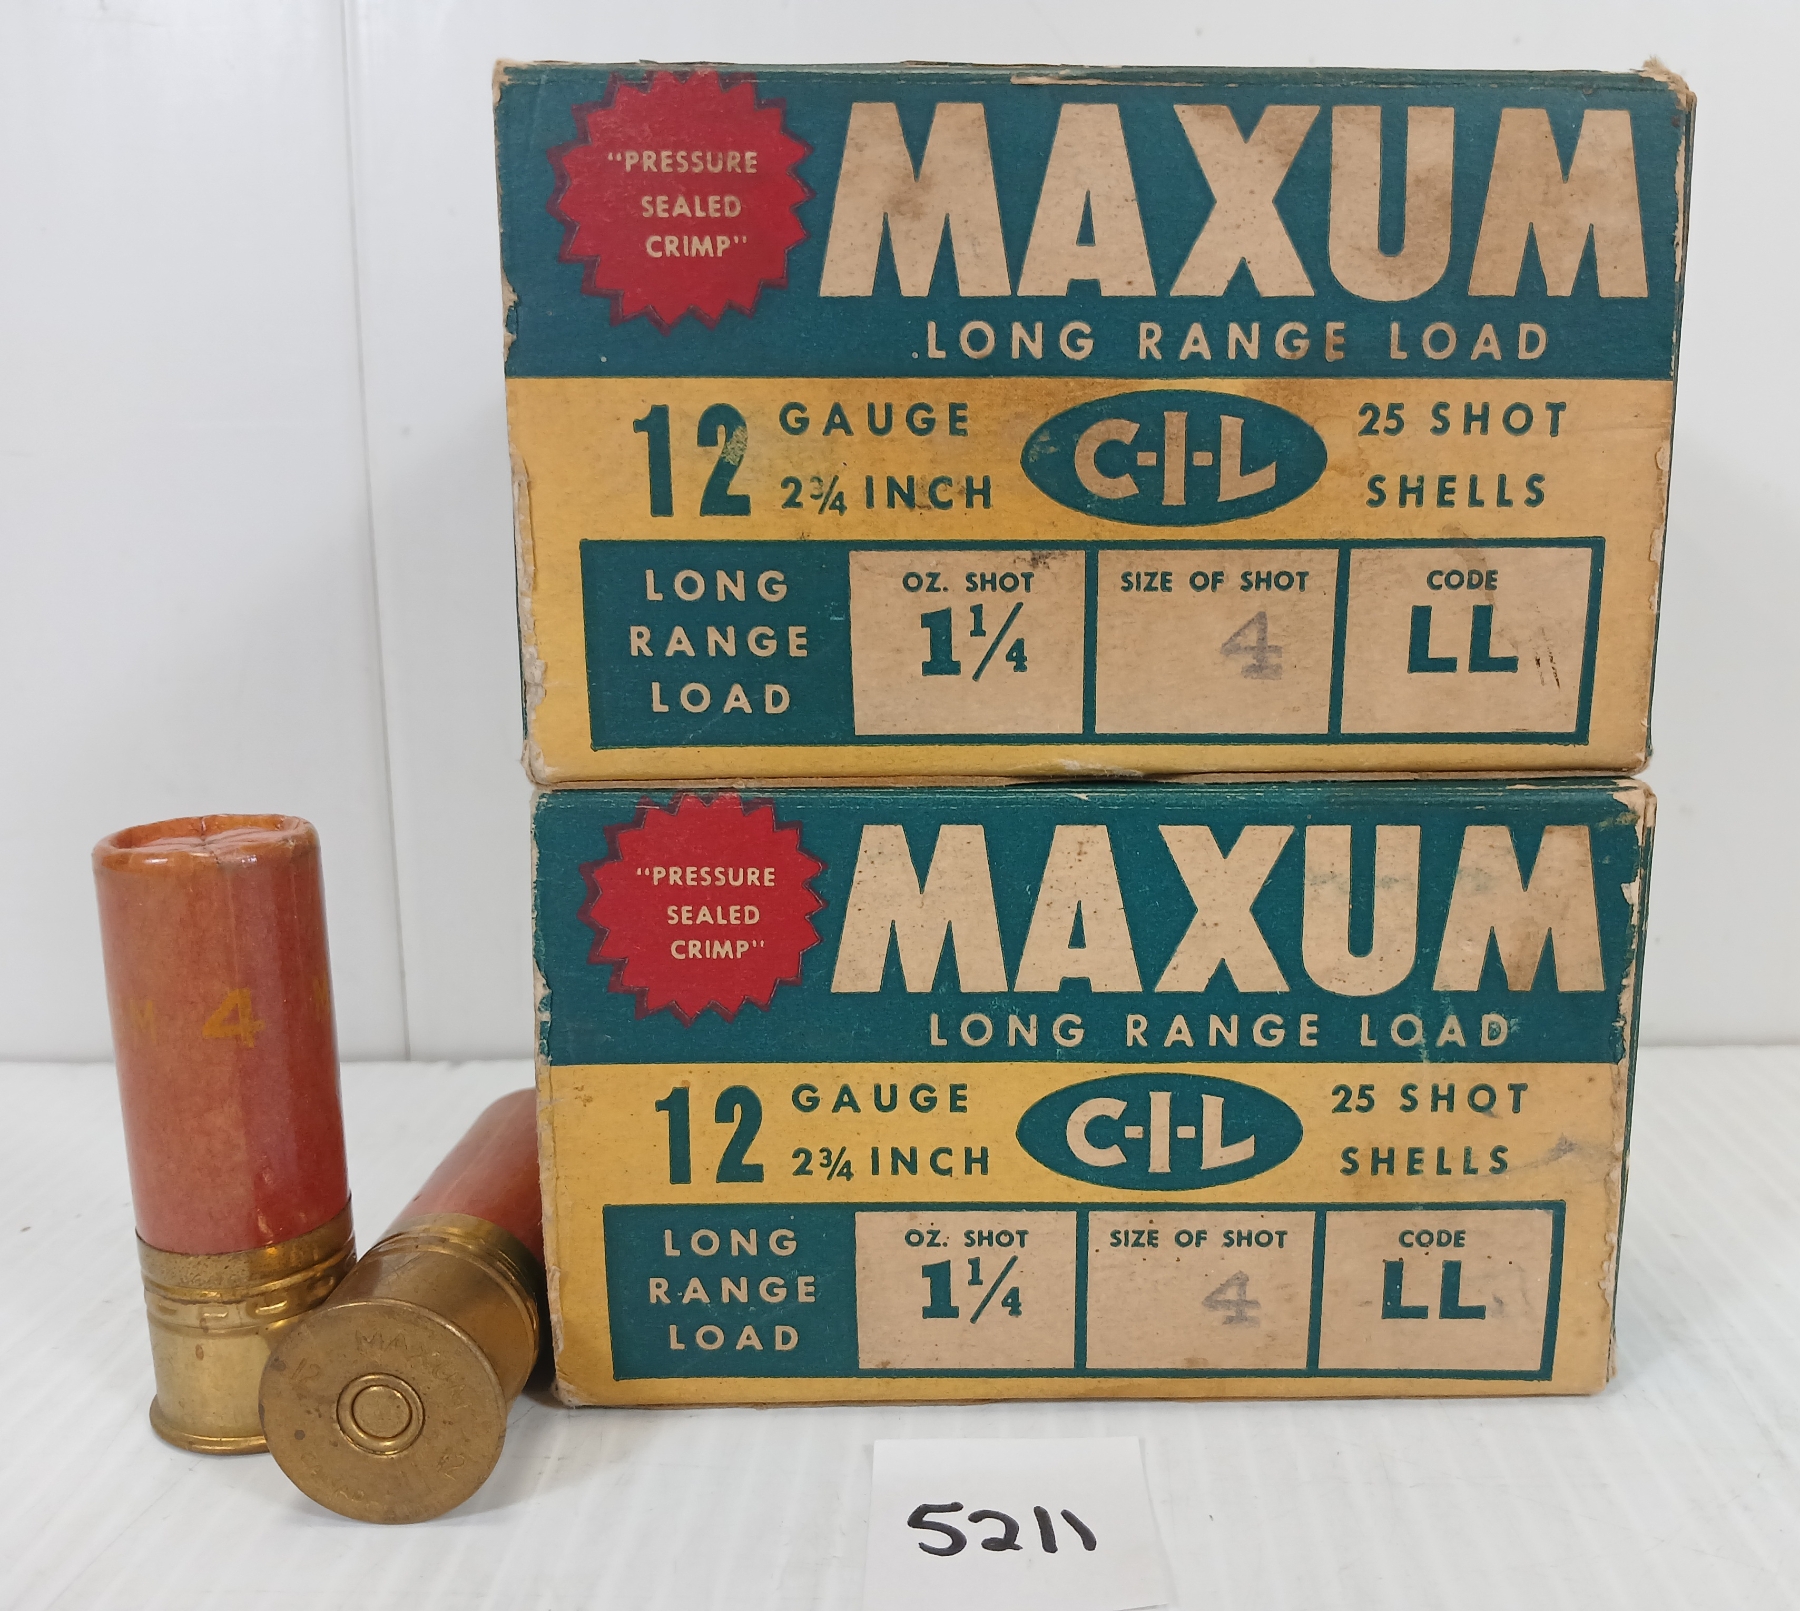 "PRESSURE
SEALED
CRIMP"
MAXUM
LONG RANGE LOAD
12 GAUGE
2¾ INCH
C-I-L
25 SHOT
SHELLS
LONG
RANGE
LOAD
OZ. SHOT
1¼
SIZE OF SHOT
4
CODE
LL
"PRESSURE
SEALED
CRIMP"
MAXUM
LONG RANGE LOAD
12 GAUGE
2¾ INCH
C-I-L
25 SHOT
SHELLS
LONG
RANGE
LOAD
OZ. SHOT
1¼
SIZE OF SHOT
4
CODE
LL
M 4
MAXUM
12
12
5211